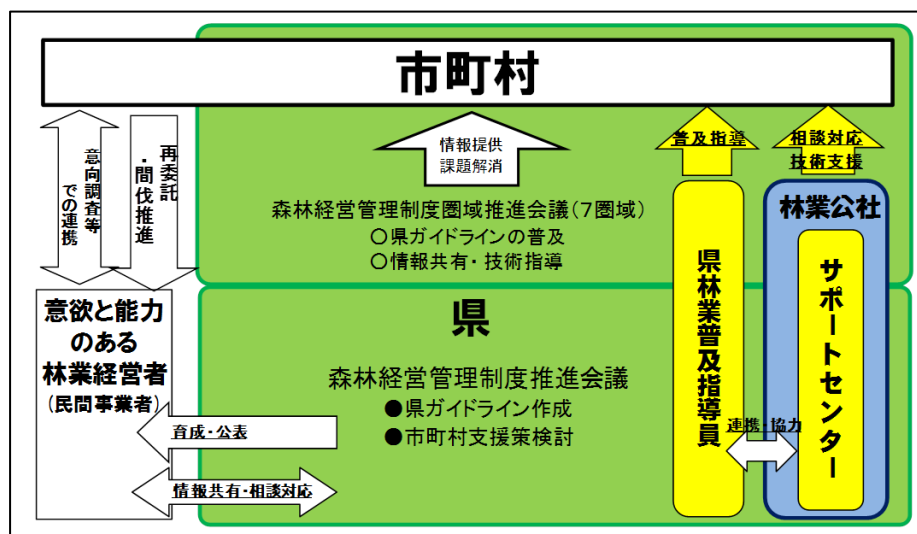 市町村
意向調査等
での連携
再委託
・間伐推進
情報提供
課題解消
普及指導
相談対応
技術支援
森林経営管理制度圏域推進会議（７圏域）
○県ガイドラインの普及
○情報共有・技術指導
林業公社
サポートセンター
県林業普及指導員
意欲と能力
のある
林業経営者
（民間事業者）
県
森林経営管理制度推進会議
●県ガイドライン作成
●市町村支援策検討
育成・公表
連携・協力
情報共有・相談対応